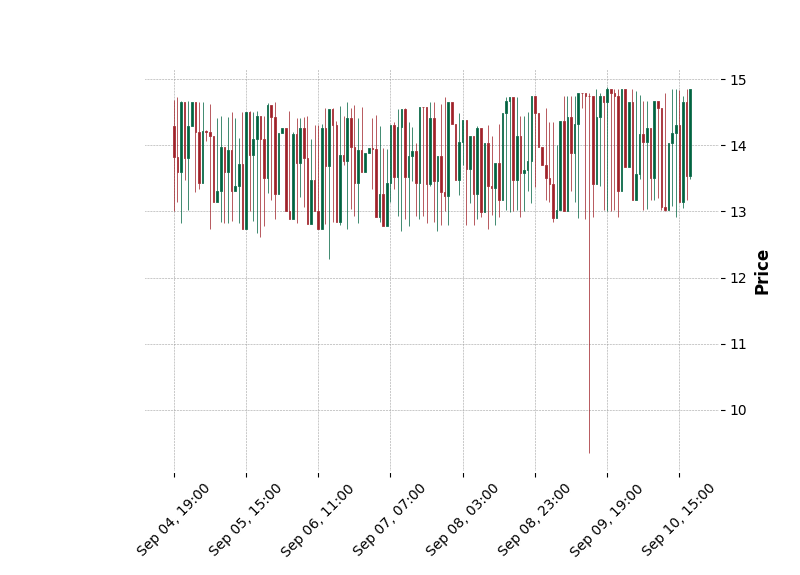 15
14
13
12
11
10
Price
Sep 04, 19:00
Sep 05, 15:00
Sep 06, 11:00
Sep 07, 07:00
Sep 08, 03:00
Sep 08, 23:00
Sep 09, 19:00
Sep 10, 15:00